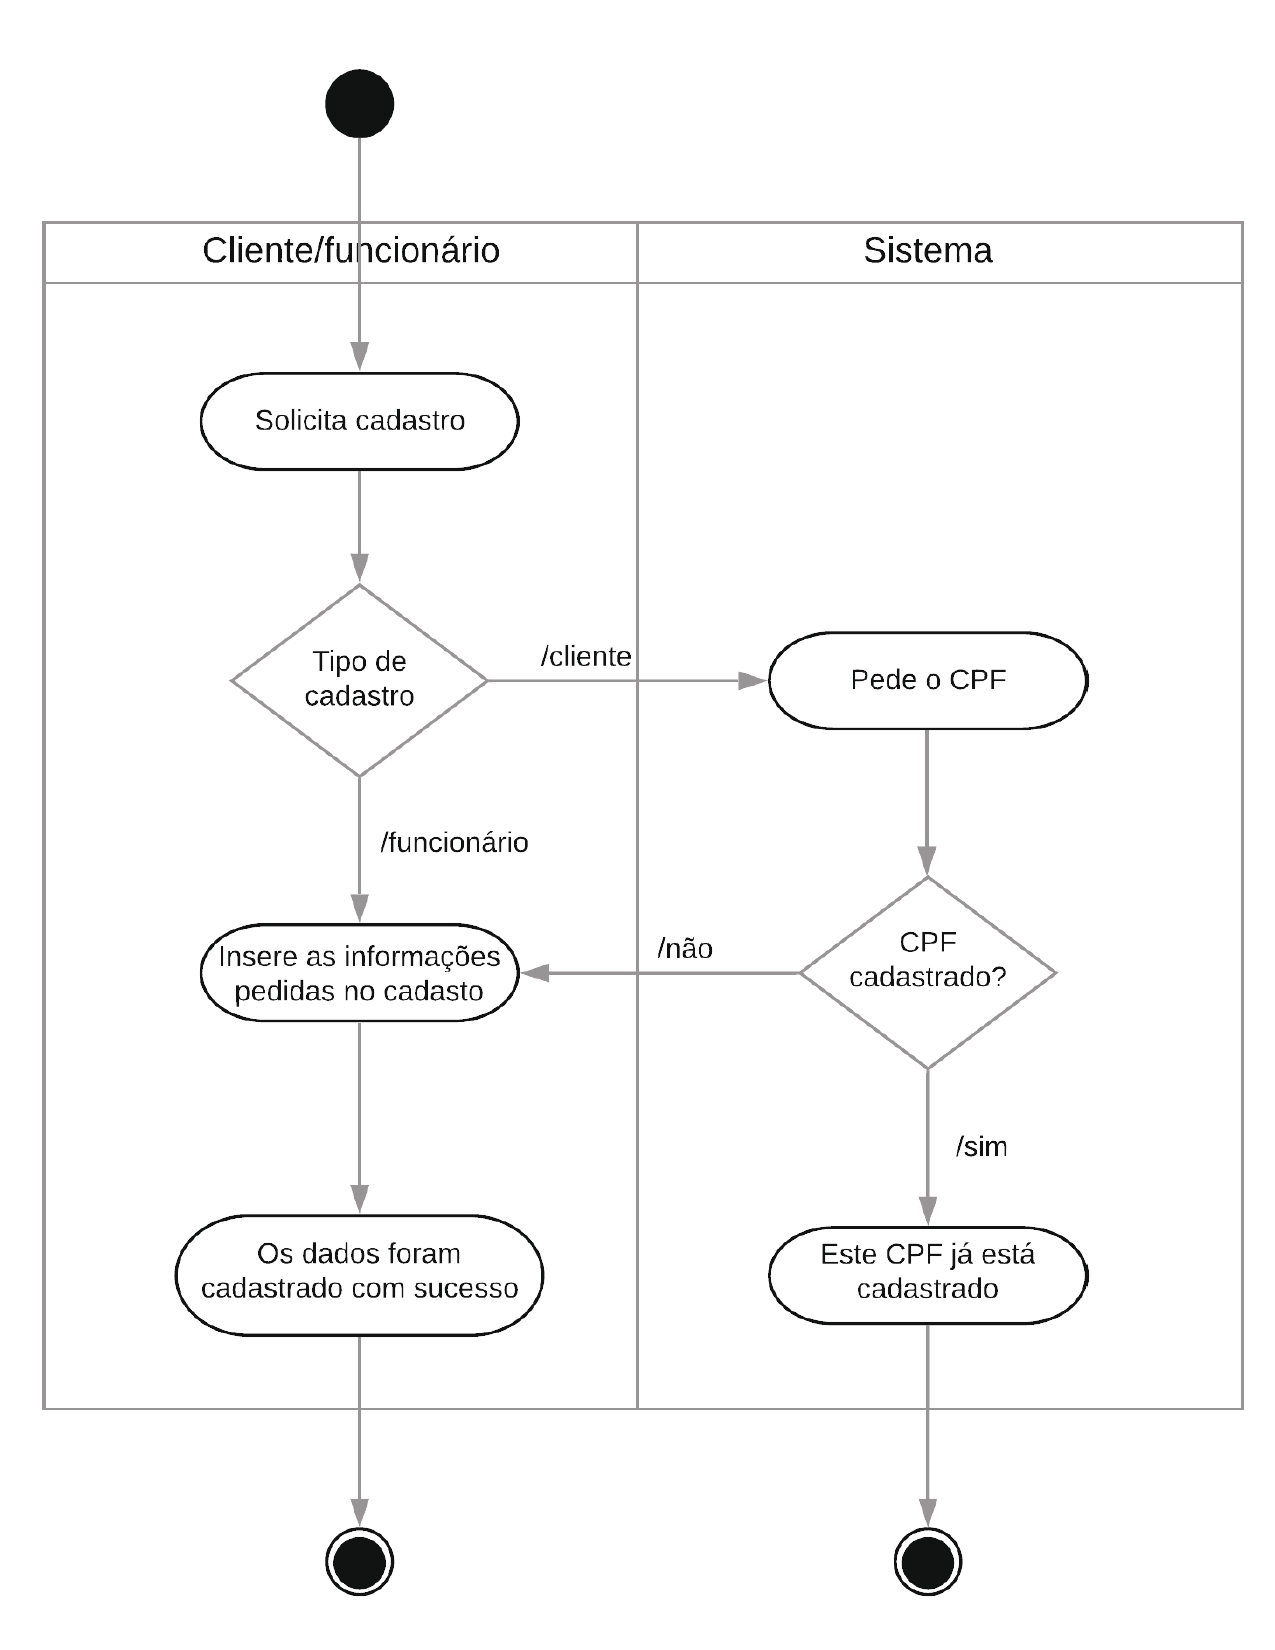 Cliente/funcionário
Sistema
Solicita cadastro
Tipo de
cadastro
/cliente
Pede o CPF
/funcionário
Insere as informações
pedidas no cadasto
/não
CPF
cadastrado?
/sim
Os dados foram
cadastrado com sucesso
Este CPF já está
cadastrado